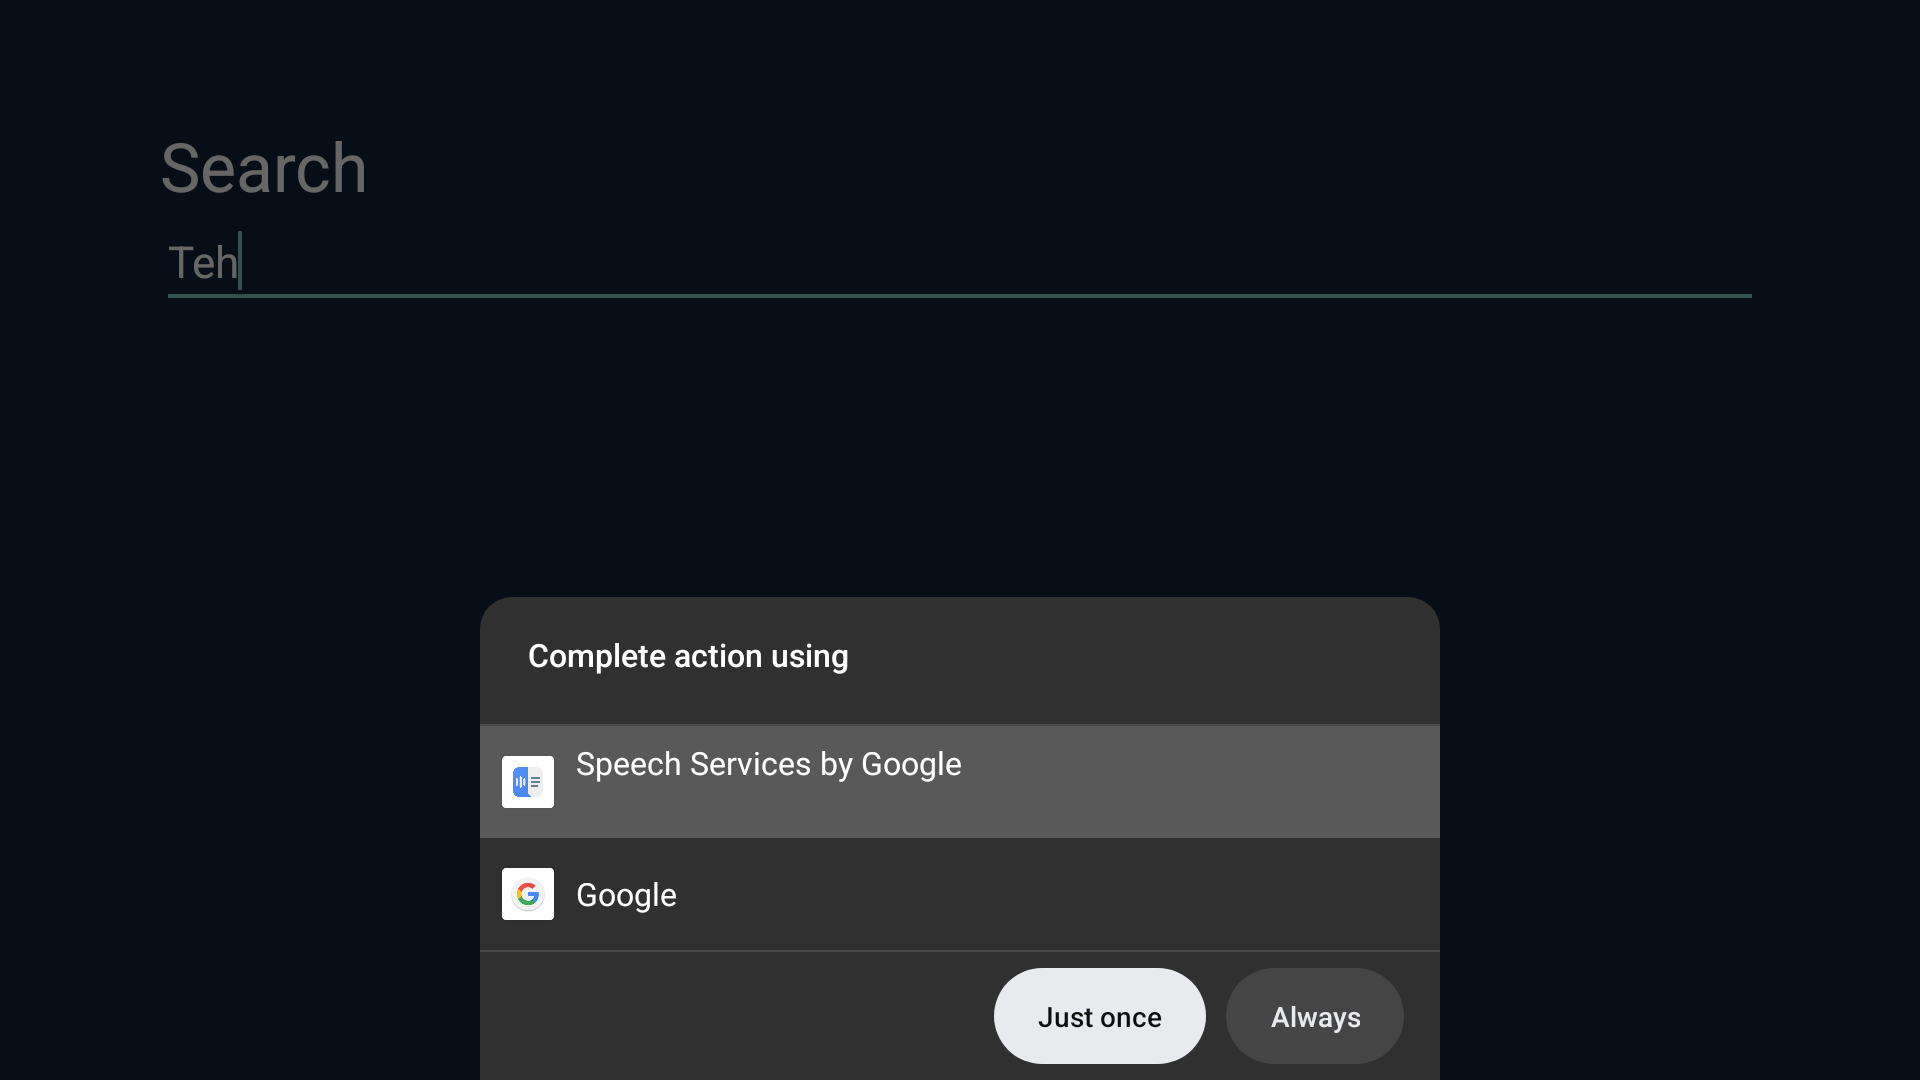 Search
Teh
Complete action using
Speech Services by Google
Google
Just once
Always